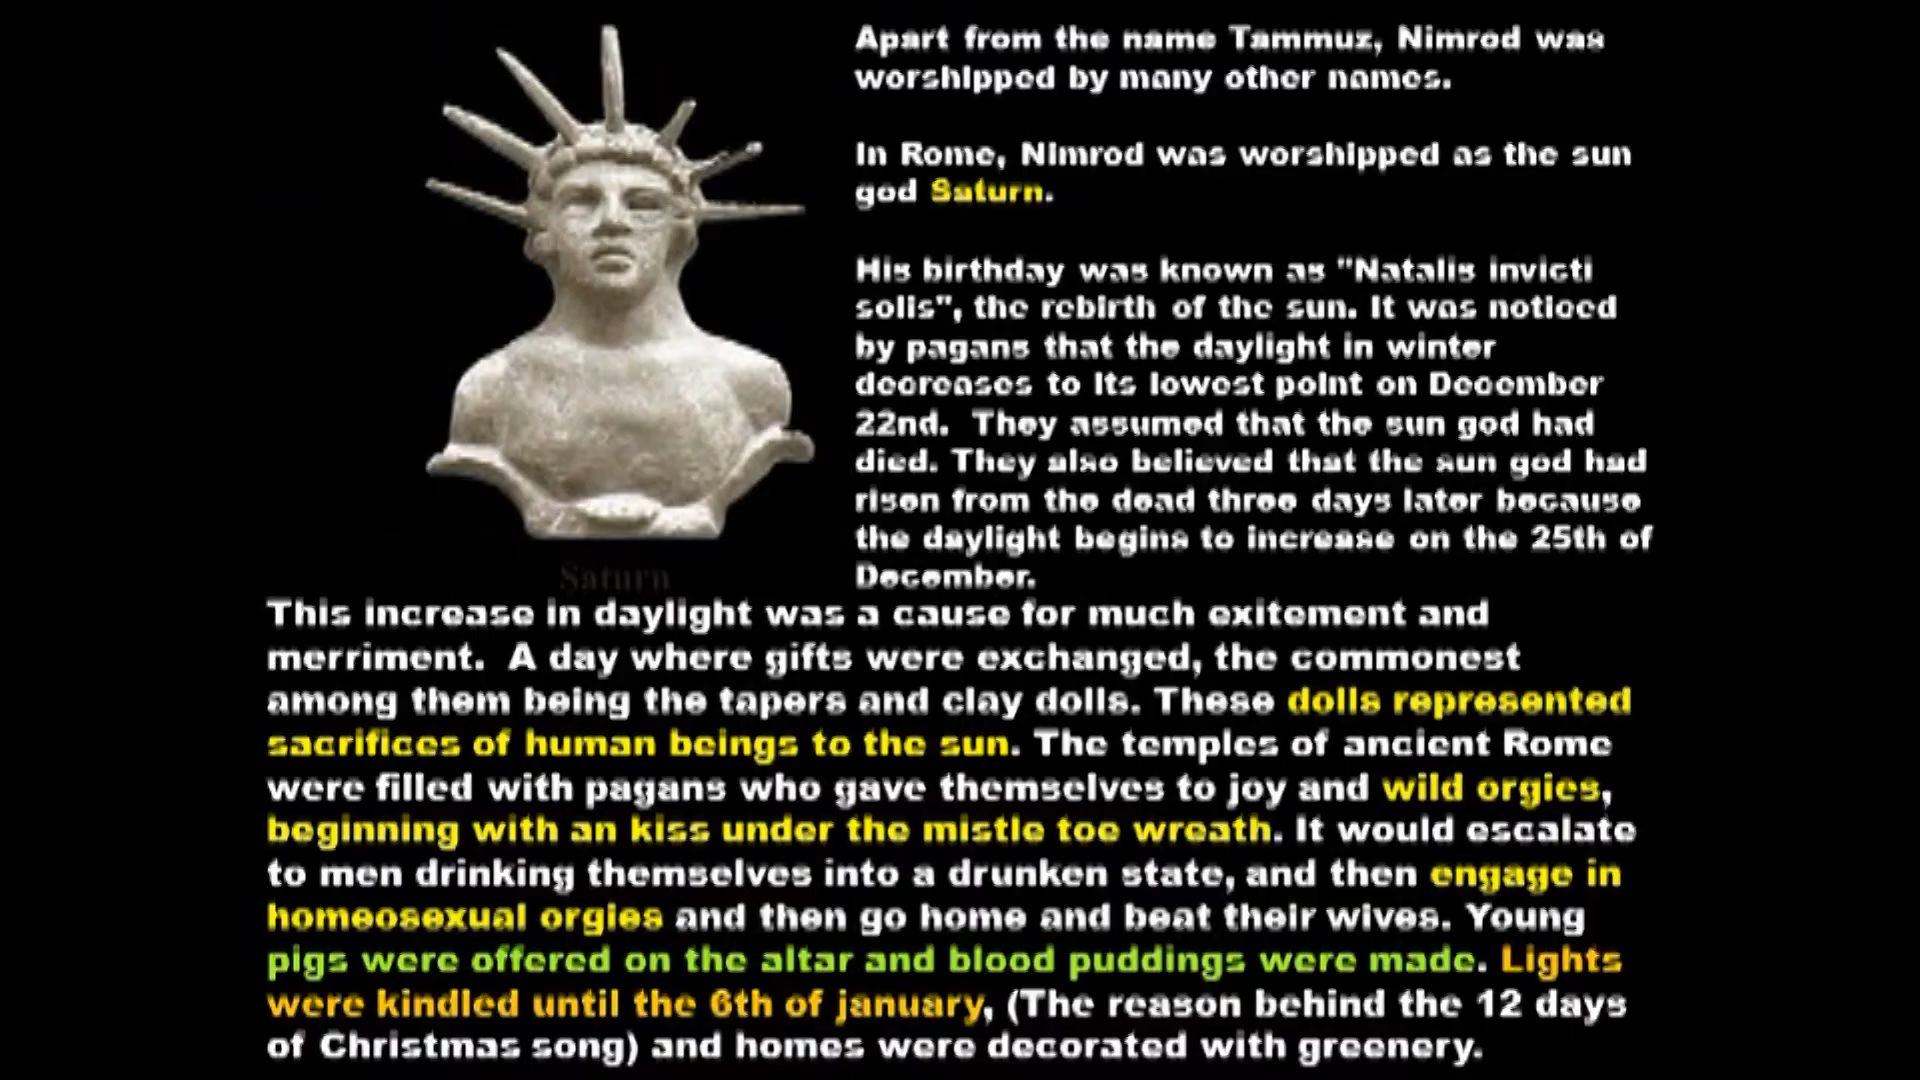 Apart from the name Tammuz, Nimrod was
worshipped by many other names.
In Rome, Nimrod was worshipped as the sun
god Saturn.
His birthday was known as "Natalis invicti
solis", the rebirth of the sun. It was noticed
by pagans that the daylight in winter
decreases to its lowest point on December
22nd. They assumed that the sun god had
died. They also believed that the sun god had
risen from the dead three days later because
the daylight begins to increase on the 25th of
December.
Saturn
This increase in daylight was a cause for much exitement and
merriment. A day where gifts were exchanged, the commonest
among them being the tapers and clay dolls. These dolls represented
sacrifices of human beings to the sun. The temples of ancient Rome
were filled with pagans who gave themselves to joy and wild orgies,
beginning with an kiss under the mistle toe wreath. It would escalate
to men drinking themselves into a drunken state, and then engage in
homeosexual orgies and then go home and beat their wives. Young
pigs were offered on the altar and blood puddings were made. Lights
were kindled until the 6th of january, (The reason behind the 12 days
of Christmas song) and homes were decorated with greenery.